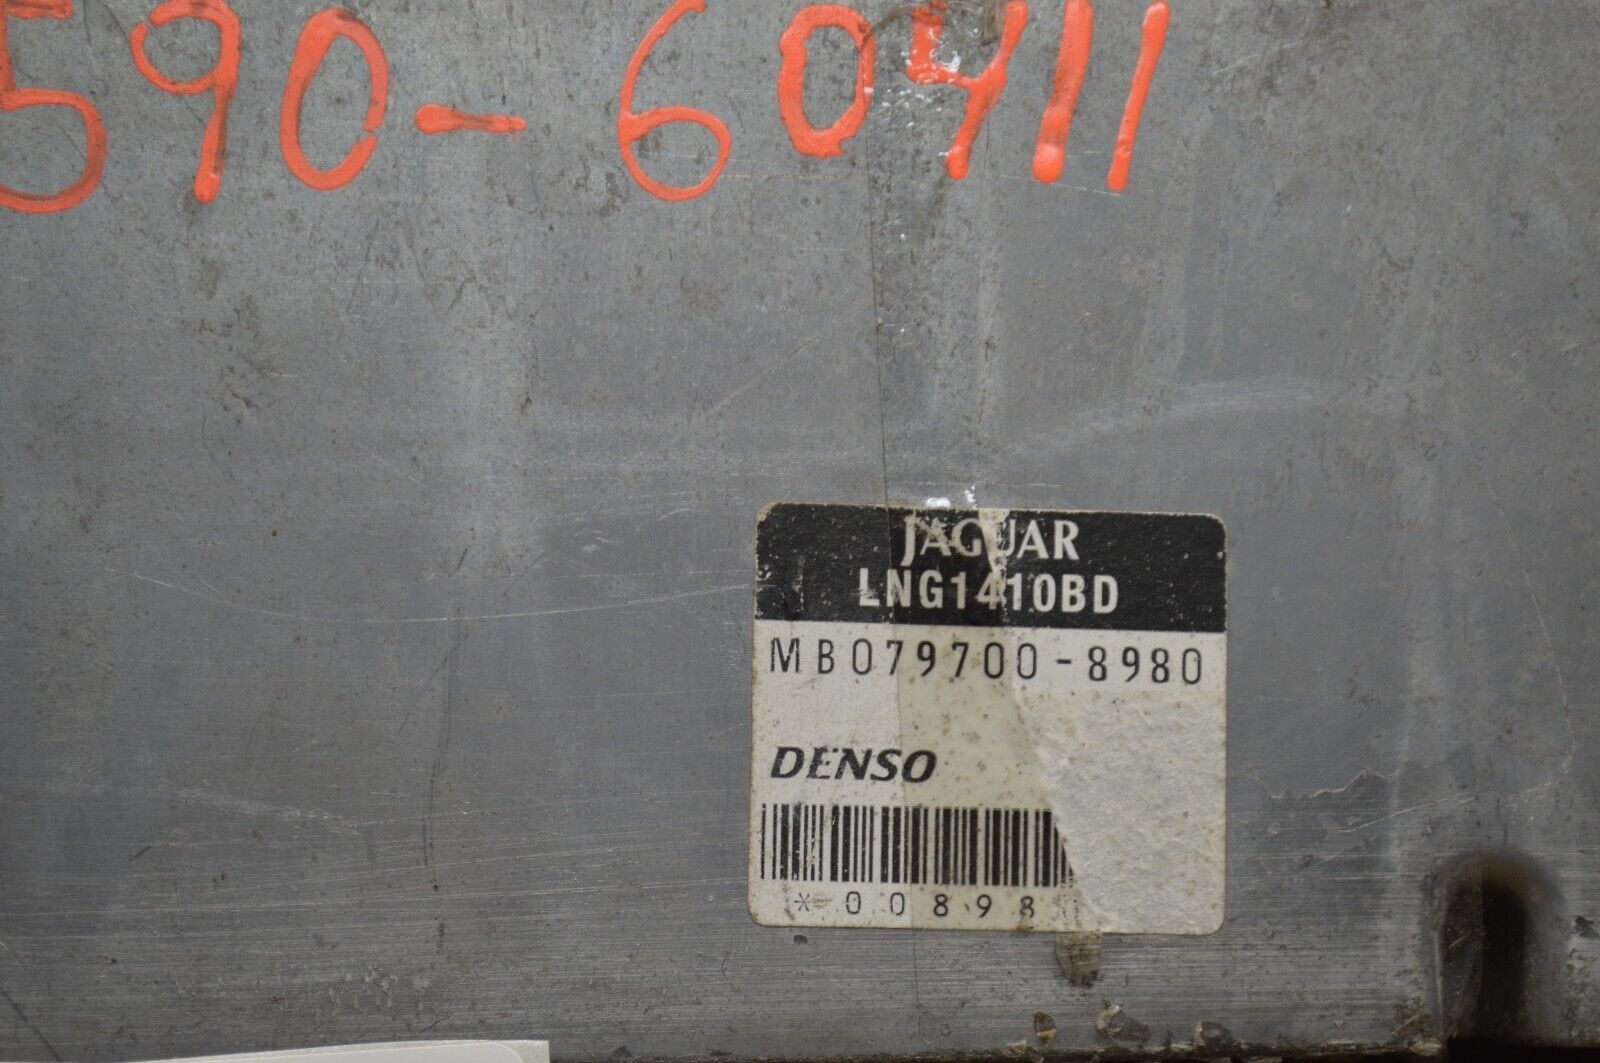 590-60411
JAGUAR
LNG1410BD
MB079700-8980
DENSO
*00898